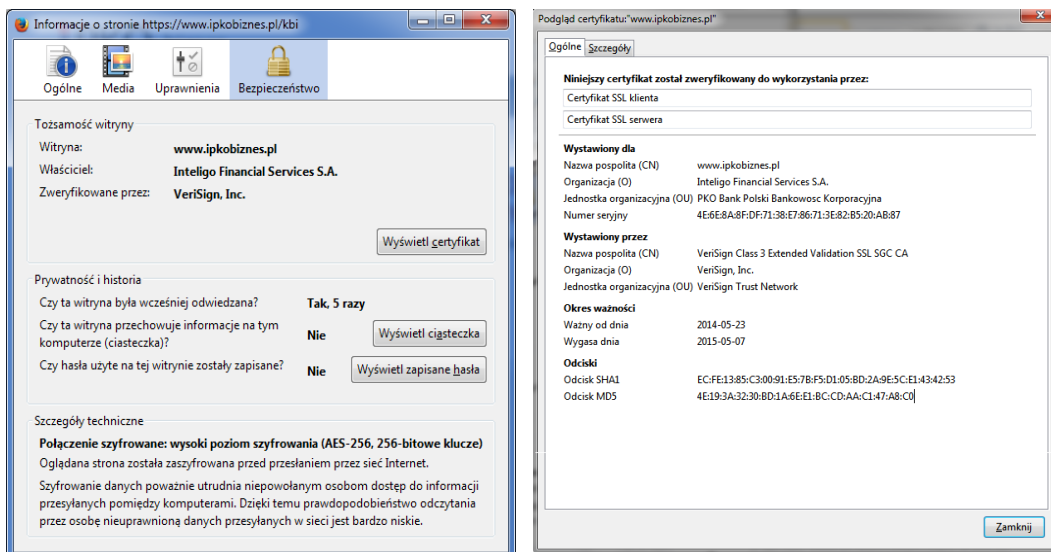 Informacje o stronie https://www.ipkobiznes.pl/kbi
Ogólne Media Uprawnienia Bezpieczeństwo
Tożsamość witryny
Witryna: www.ipkobiznes.pl
Właściciel: Inteligo Financial Services S.A.
Zweryfikowane przez: VeriSign, Inc.
Wyświetl certyfikat
Prywatność i historia
Czy ta witryna była wcześniej odwiedzana? Tak, 5 razy
Czy ta witryna przechowuje informacje na tym
komputerze (ciasteczka)? Nie Wyświetl ciasteczka
Czy hasła użyte na tej witrynie zostały zapisane? Nie Wyświetl zapisane hasła
Szczegóły techniczne
Połączenie szyfrowane: wysoki poziom szyfrowania (AES-256, 256-bitowe klucze)
Oglądana strona została zaszyfrowana przed przesłaniem przez sieć Internet.
Szyfrowanie danych poważnie utrudnia niepowołanym osobom dostęp do informacji
przesyłanych pomiędzy komputerami. Dzięki temu prawdopodobieństwo odczytania
przez osobę nieuprawnioną danych przesyłanych w sieci jest bardzo niskie.
Podgląd certyfikatu:"www.ipkobiznes.pl"
Ogólne Szczegóły
Niniejszy certyfikat został zweryfikowany do wykorzystania przez:
Certyfikat SSL klienta
Certyfikat SSL serwera
Wystawiony dla
Nazwa pospolita (CN) www.ipkobiznes.pl
Organizacja (O) Inteligo Financial Services S.A.
Jednostka organizacyjna (OU) PKO Bank Polski Bankowosc Korporacyjna
Numer seryjny 4E:6E:8A:8F:DF:71:38:E7:86:71:3E:82:B5:20:AB:87
Wystawiony przez
Nazwa pospolita (CN) VeriSign Class 3 Extended Validation SSL SGC CA
Organizacja (O) VeriSign, Inc.
Jednostka organizacyjna (OU) VeriSign Trust Network
Okres ważności
Ważny od dnia 2014-05-23
Wygasa dnia 2015-05-07
Odciski
Odcisk SHA1 EC:FE:13:85:C3:00:91:E5:7B:F5:D1:05:BD:2A:9E:5C:E1:43:42:53
Odcisk MD5 4E:19:3A:32:30:BD:1A:6E:E1:BC:CD:AA:C1:47:A8:C0
Zamknij